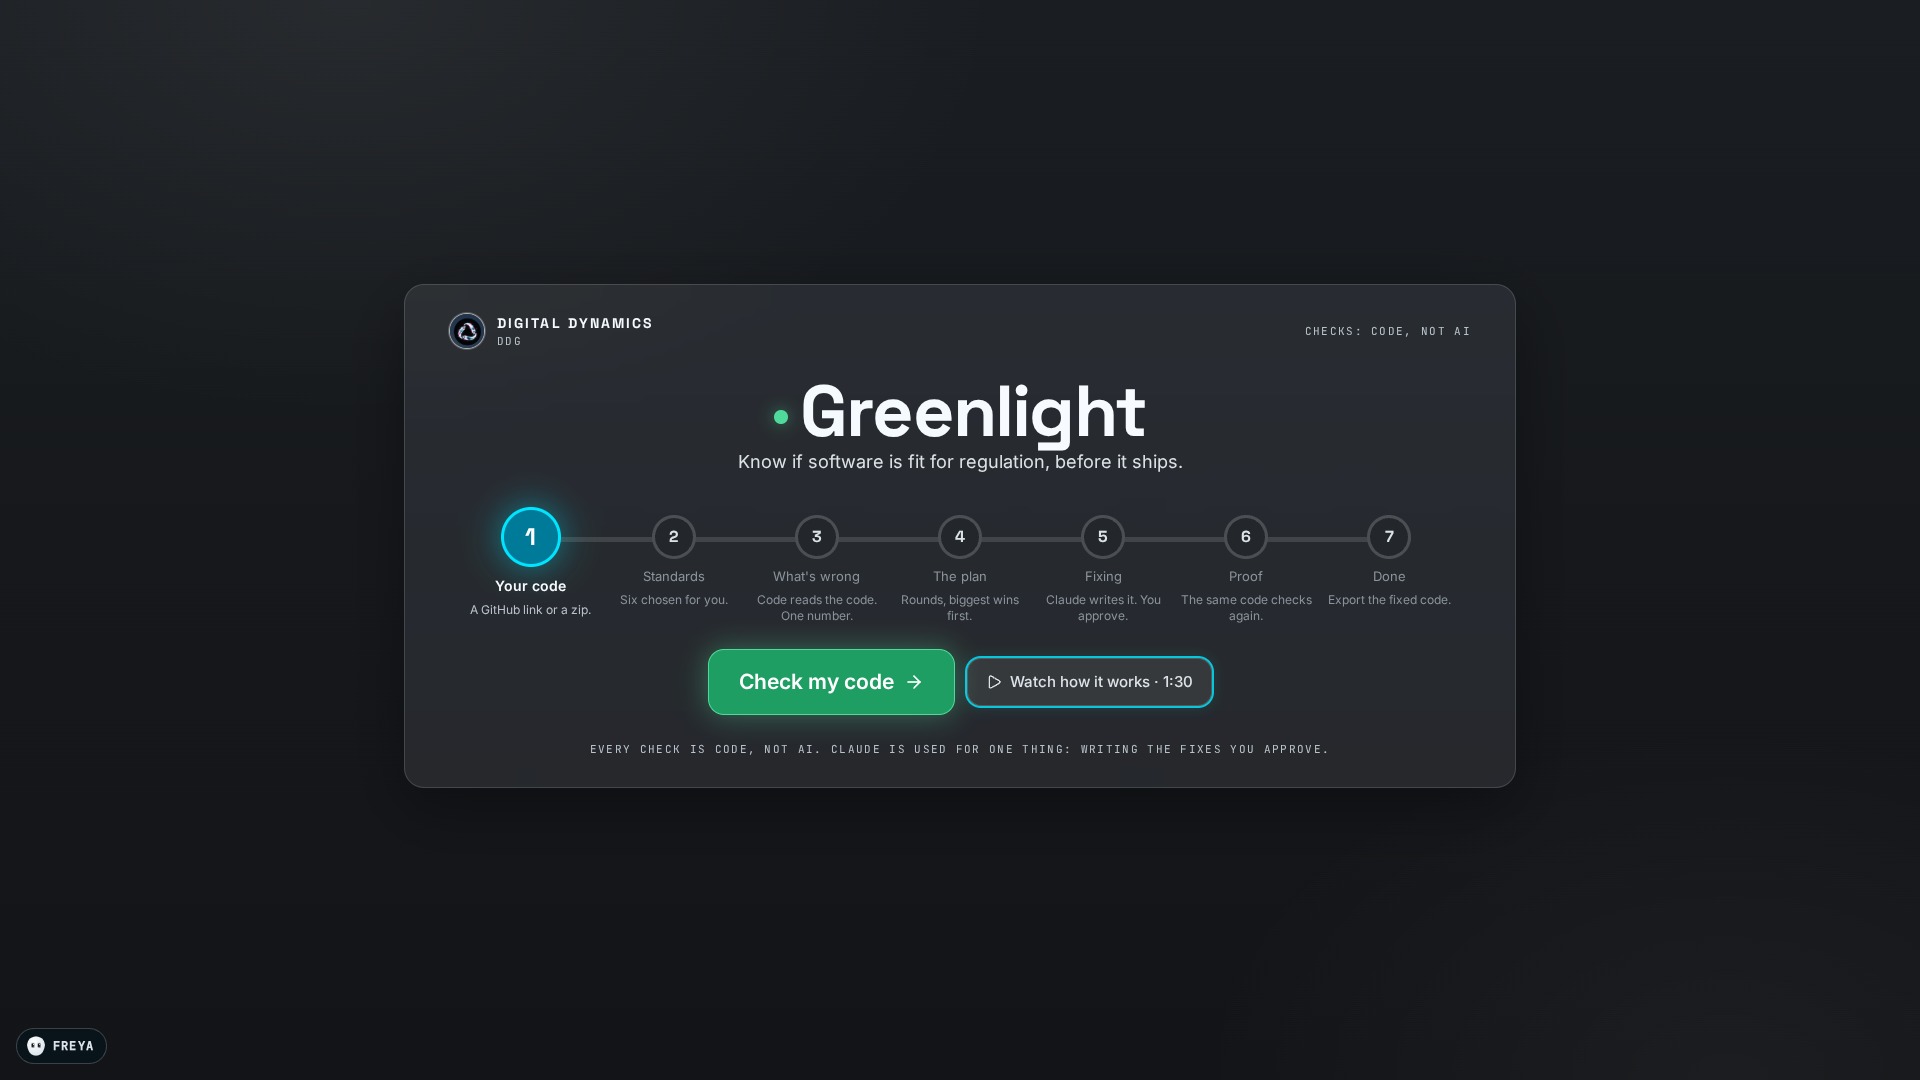 DIGITAL DYNAMICS
DDG
CHECKS: CODE, NOT AI
Greenlight
Know if software is fit for regulation, before it ships.
1
Your code
A GitHub link or a zip.
2
Standards
Six chosen for you.
3
What's wrong
Code reads the code.
One number.
4
The plan
Rounds, biggest wins
first.
5
Fixing
Claude writes it. You
approve.
6
Proof
The same code checks
again.
7
Done
Export the fixed code.
Check my code →
Watch how it works · 1:30
EVERY CHECK IS CODE, NOT AI. CLAUDE IS USED FOR ONE THING: WRITING THE FIXES YOU APPROVE.
FREYA